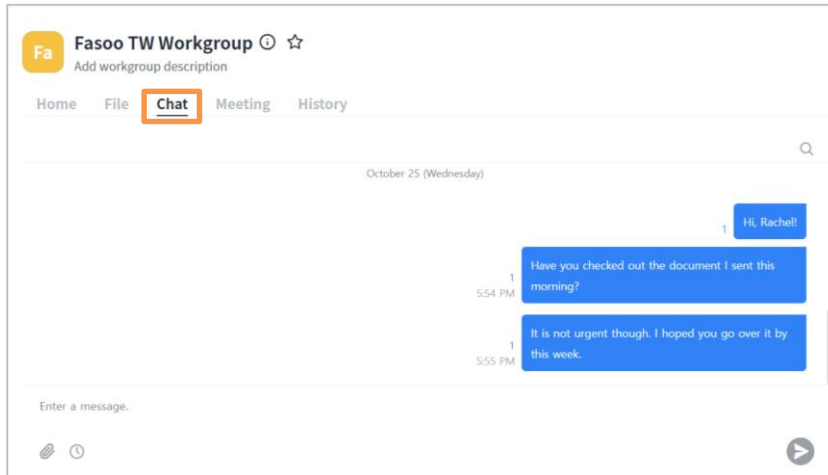 Fa
Fasoo TW Workgroup
Add workgroup description
Home File Chat Meeting History
October 25 (Wednesday)
1 Hi, Rachel!
1
5:54 PM
Have you checked out the document I sent this
morning?
1
5:55 PM
It is not urgent though. I hoped you go over it by
this week.
Enter a message.